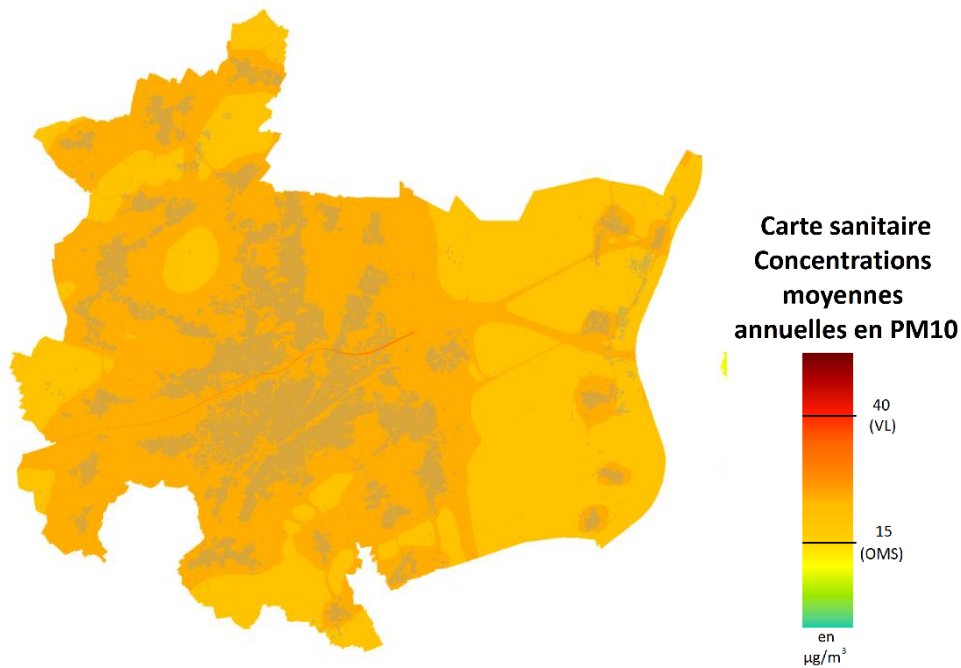 Carte sanitaire
Concentrations
moyennes
annuelles en PM10
40
(VL)
15
(OMS)
en
µg/m³